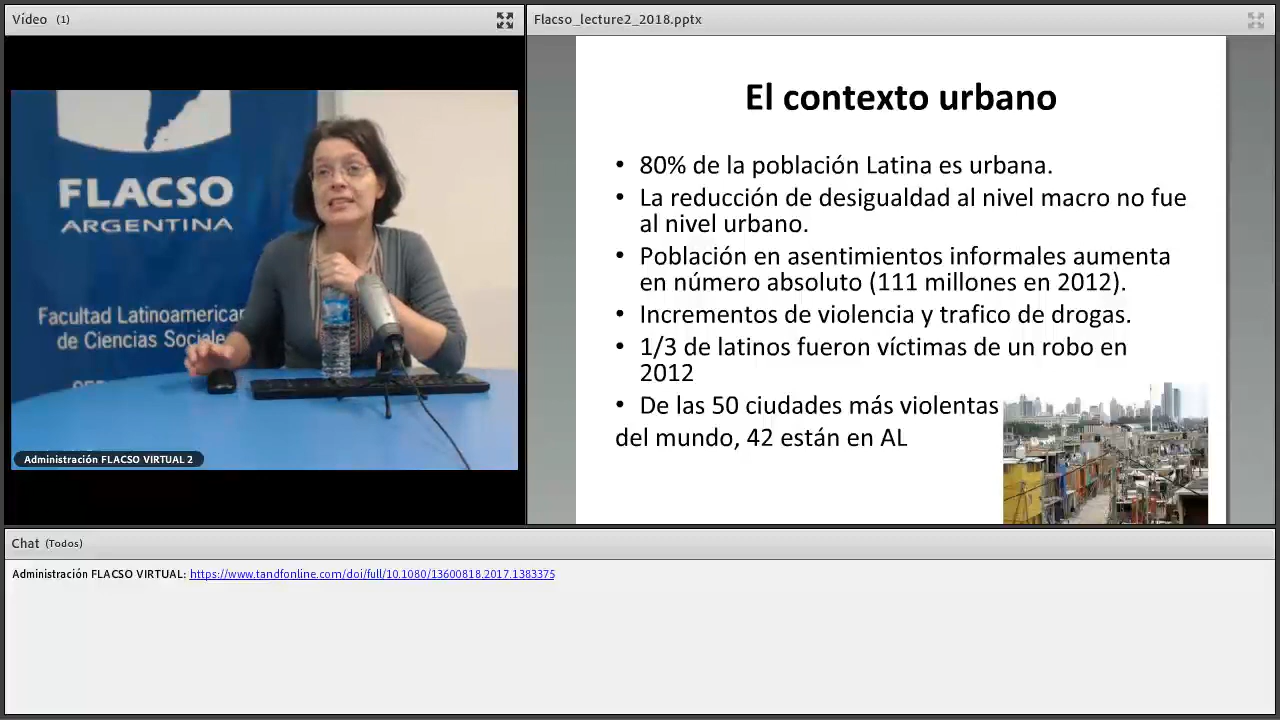 Vídeo (1)
FLACSO
ARGENTINA
Facultad Latinoamerican
de Ciencias Sociale
Administración FLACSO VIRTUAL 2
Flacso_lecture2_2018.pptx
El contexto urbano
• 80% de la población Latina es urbana.
• La reducción de desigualdad al nivel macro no fue
al nivel urbano.
• Población en asentimientos informales aumenta
en número absoluto (111 millones en 2012).
• Incrementos de violencia y trafico de drogas.
• 1/3 de latinos fueron víctimas de un robo en
2012
• De las 50 ciudades más violentas
del mundo, 42 están en AL
Chat (Todos)
Administración FLACSO VIRTUAL: https://www.tandfonline.com/doi/full/10.1080/13600818.2017.1383375